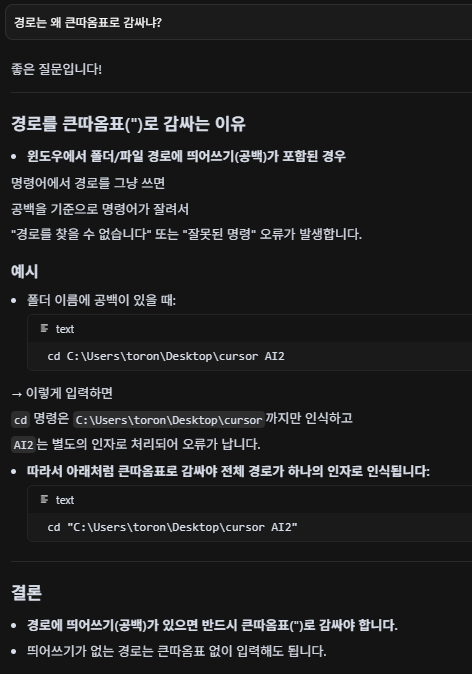 경로는 왜 큰따옴표로 감싸냐?
좋은 질문입니다!
경로를 큰따옴표(")로 감싸는 이유
• 윈도우에서 폴더/파일 경로에 띄어쓰기(공백)가 포함된 경우
명령어에서 경로를 그냥 쓰면
공백을 기준으로 명령어가 잘려서
"경로를 찾을 수 없습니다" 또는 "잘못된 명령" 오류가 발생합니다.
예시
• 폴더 이름에 공백이 있을 때:
text
cd C:\Users\toron\Desktop\cursor AI2
→ 이렇게 입력하면
cd 명령은 C:\Users\toron\Desktop\cursor까지만 인식하고
AI2는 별도의 인자로 처리되어 오류가 납니다.
• 따라서 아래처럼 큰따옴표로 감싸야 전체 경로가 하나의 인자로 인식됩니다:
text
cd "C:\Users\toron\Desktop\cursor AI2"
결론
• 경로에 띄어쓰기(공백)가 있으면 반드시 큰따옴표(")로 감싸야 합니다.
• 띄어쓰기가 없는 경로는 큰따옴표 없이 입력해도 됩니다.